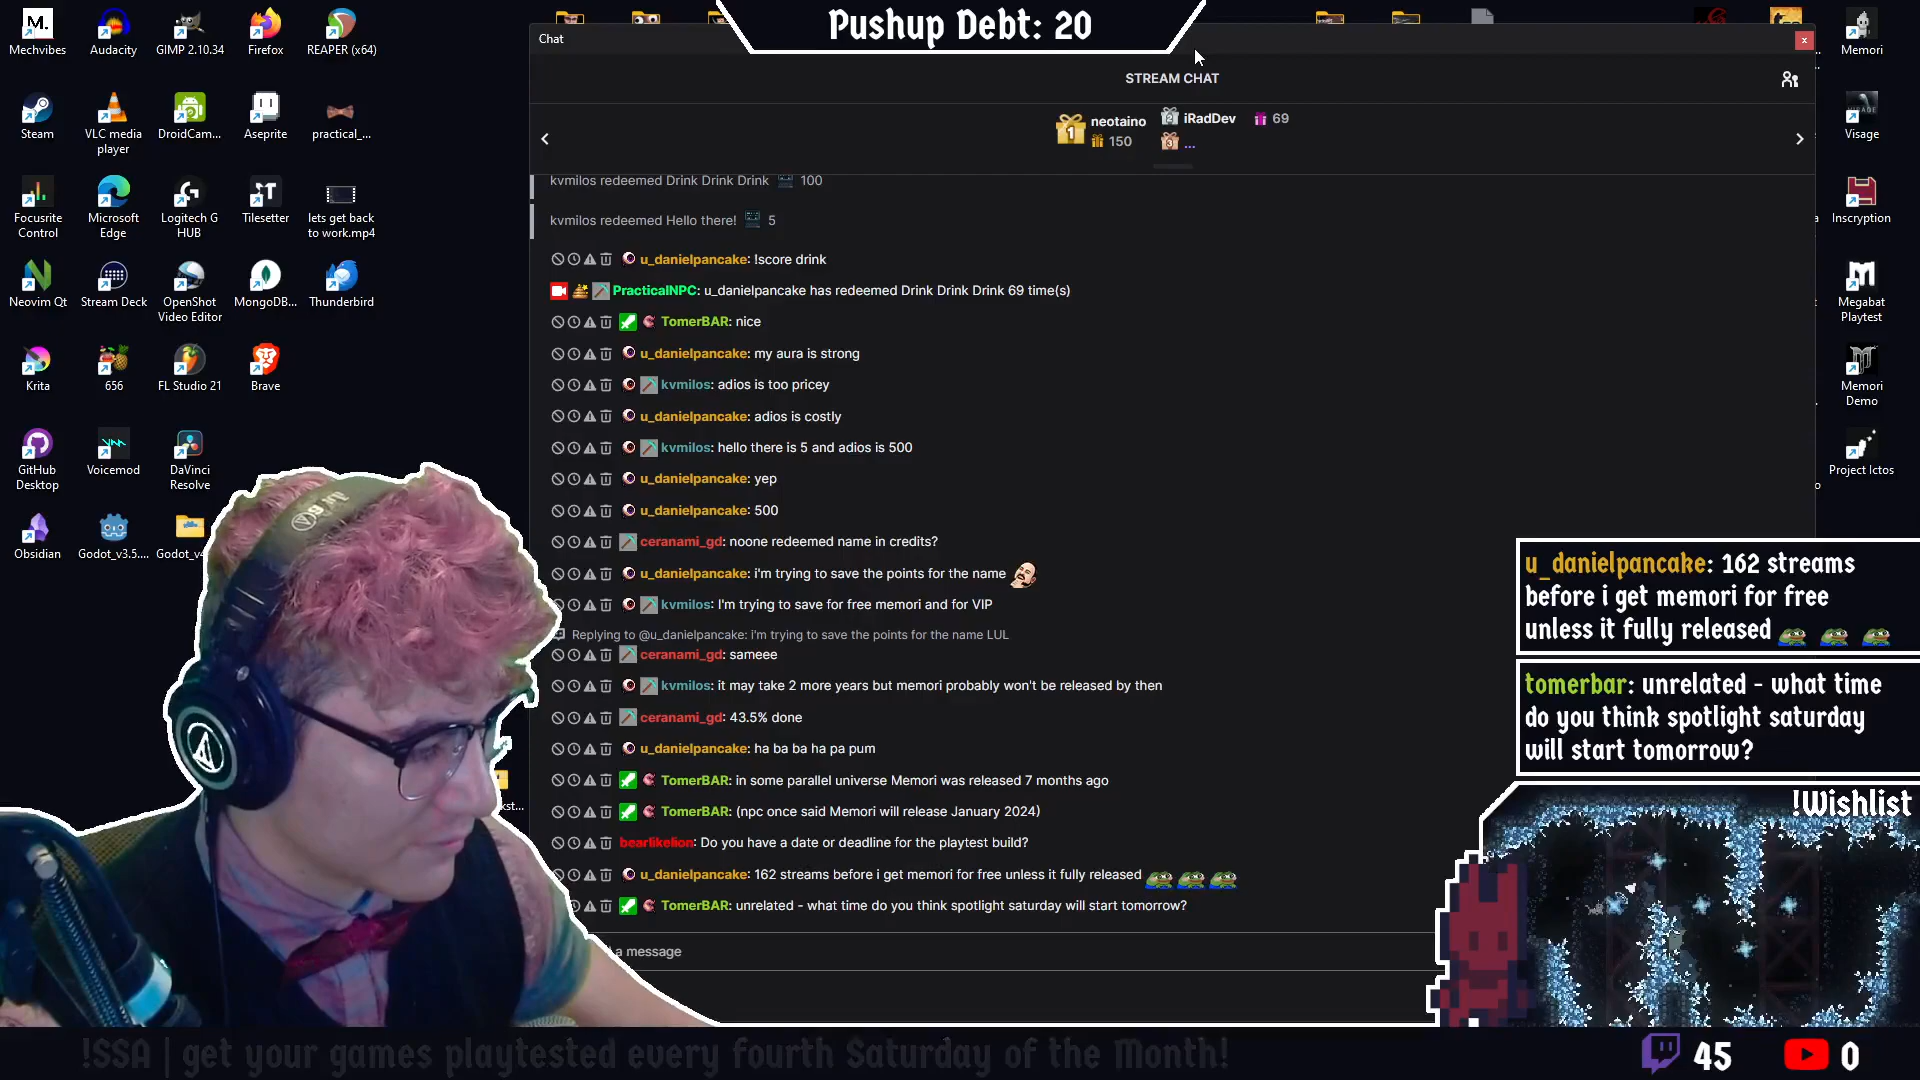 Pushup Debt: 20
Mechvibes
Audacity
GIMP 2.10.34
Firefox
REAPER (x64)
Steam
VLC media player
DroidCam...
Aseprite
practical_...
Focusrite Control
Microsoft Edge
Logitech G HUB
Tilesetter
lets get back to work.mp4
Neovim Qt
Stream Deck
OpenShot Video Editor
MongoDB...
Thunderbird
Krita
656
FL Studio 21
Brave
GitHub Desktop
Voicemod
DaVinci Resolve
Obsidian
Godot_v3.5....
Chat
STREAM CHAT
neotaino
150
iRadDev
69
...
kvmilos redeemed Drink Drink Drink 100
kvmilos redeemed Hello there! 5
u_danielpancake: !score drink
PracticalNPC: u_danielpancake has redeemed Drink Drink Drink 69 time(s)
TomerBAR: nice
u_danielpancake: my aura is strong
kvmilos: adios is too pricey
u_danielpancake: adios is costly
kvmilos: hello there is 5 and adios is 500
u_danielpancake: yep
u_danielpancake: 500
ceranami_gd: noone redeemed name in credits?
u_danielpancake: i'm trying to save the points for the name
kvmilos: I'm trying to save for free memori and for VIP
Replying to @u_danielpancake: i'm trying to save the points for the name LUL
ceranami_gd: sameee
kvmilos: it may take 2 more years but memori probably won't be released by then
ceranami_gd: 43.5% done
u_danielpancake: ha ba ba ha pa pum
TomerBAR: in some parallel universe Memori was released 7 months ago
TomerBAR: (npc once said Memori will release January 2024)
bearlikelion: Do you have a date or deadline for the playtest build?
u_danielpancake: 162 streams before i get memori for free unless it fully released
TomerBAR: unrelated - what time do you think spotlight saturday will start tomorrow?
a message
Memori
Visage
Inscryption
Megabat Playtest
Memori Demo
Project Ictos
u_danielpancake: 162 streams
before i get memori for free
unless it fully released
tomerbar: unrelated - what time
do you think spotlight saturday
will start tomorrow?
!Wishlist
!SSA | get your games playtested every fourth Saturday of the Month!
45
0